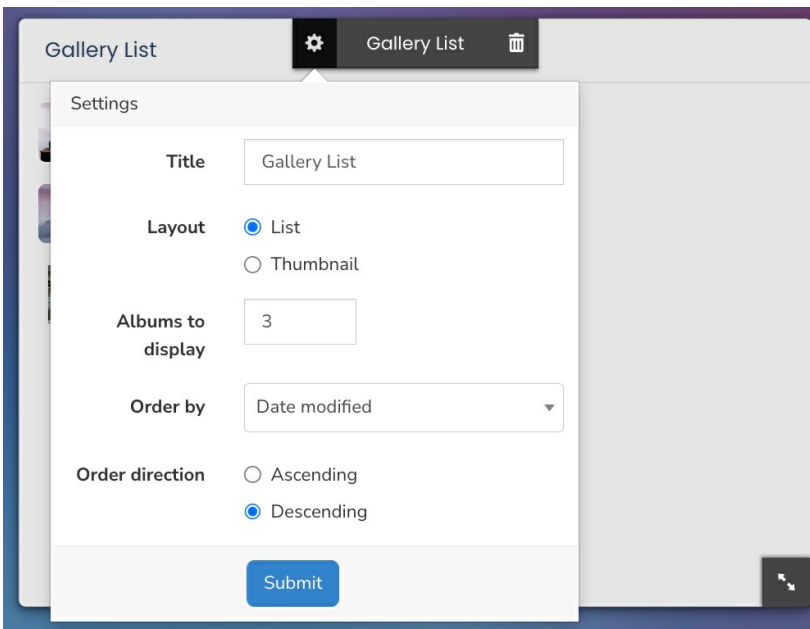 Gallery List
Gallery List
Settings
Title
Gallery List
Layout
List
Thumbnail
Albums to
display
3
Order by
Date modified
Order direction
Ascending
Descending
Submit